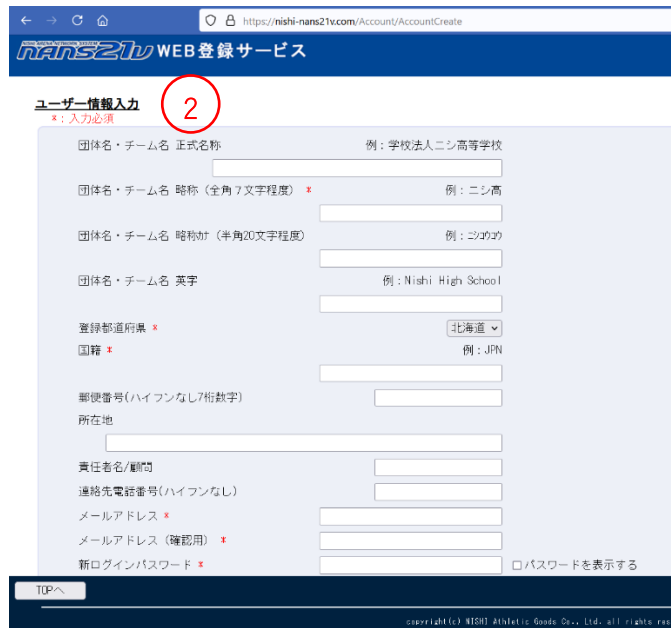 https://nishi-nans21v.com/Account/AccountCreate
NISHI ARENA NETWORK SYSTEM
nans21v WEB登録サービス
ユーザー情報入力
②
*：入力必須
団体名・チーム名 正式名称 例：学校法人ニシ高等学校
団体名・チーム名 略称（全角７文字程度） * 例：ニシ高
団体名・チーム名 略称ｶﾅ（半角20文字程度） 例：ﾆｼｺｳｺｳ
団体名・チーム名 英字 例：Nishi High School
登録都道府県 * 北海道
国籍 * 例：JPN
郵便番号(ハイフンなし7桁数字)
所在地
責任者名/顧問
連絡先電話番号(ハイフンなし)
メールアドレス *
メールアドレス（確認用） *
新ログインパスワード * パスワードを表示する
TOPへ
copyright(c) NISHI Athletic Goods Co., Ltd. all rights res